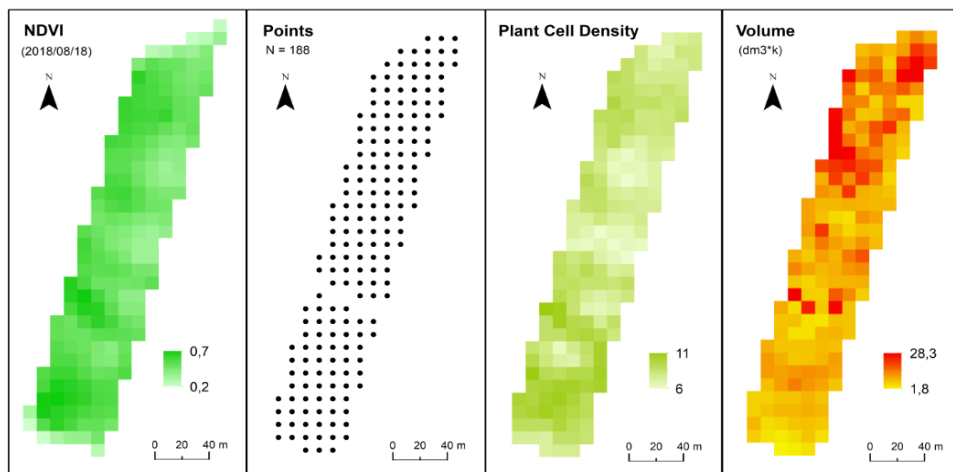 NDVI
(2018/08/18)
N
0,7
0,2
0 20 40 m
Points
N = 188
N
0 20 40 m
Plant Cell Density
N
11
6
0 20 40 m
Volume
(dm3*k)
N
28,3
1,8
0 20 40 m